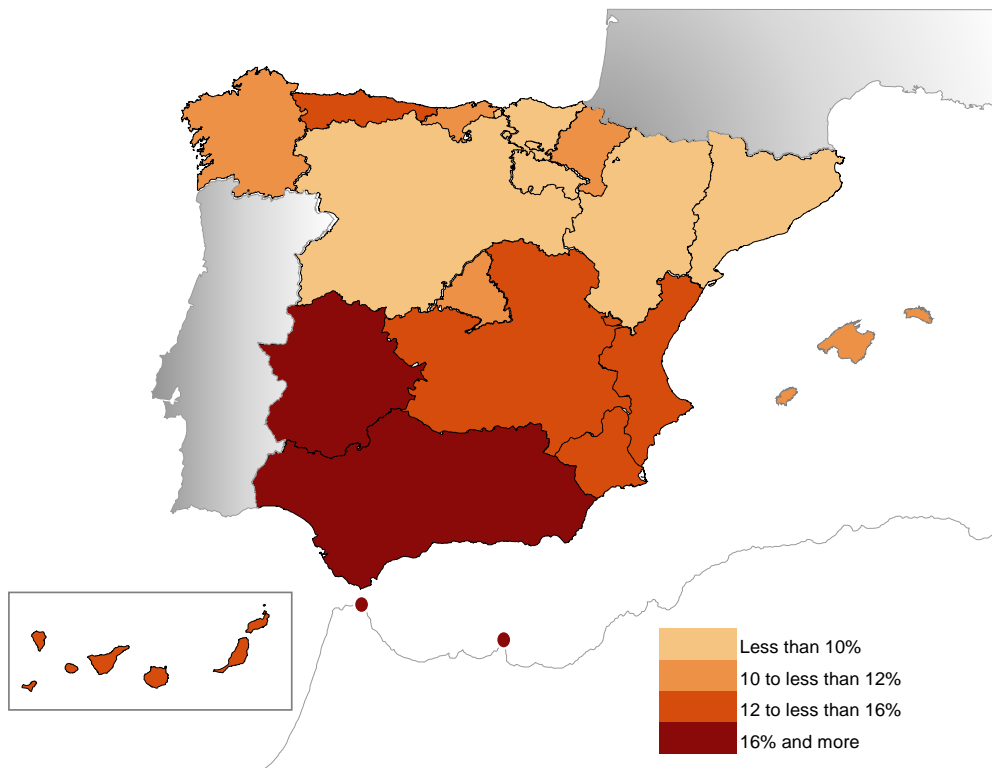 Less than 10%
10 to less than 12%
12 to less than 16%
16% and more